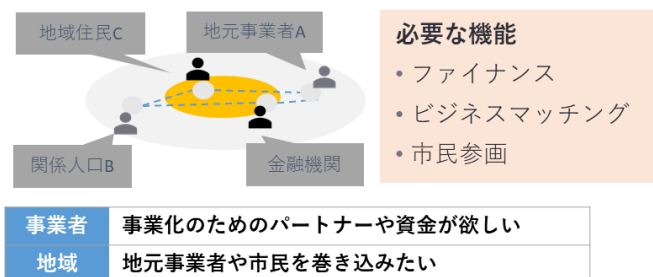 地域住民C
地元事業者A
関係人口B
金融機関
必要な機能
• ファイナンス
• ビジネスマッチング
• 市民参画
事業者 事業化のためのパートナーや資金が欲しい
地域 地元事業者や市民を巻き込みたい